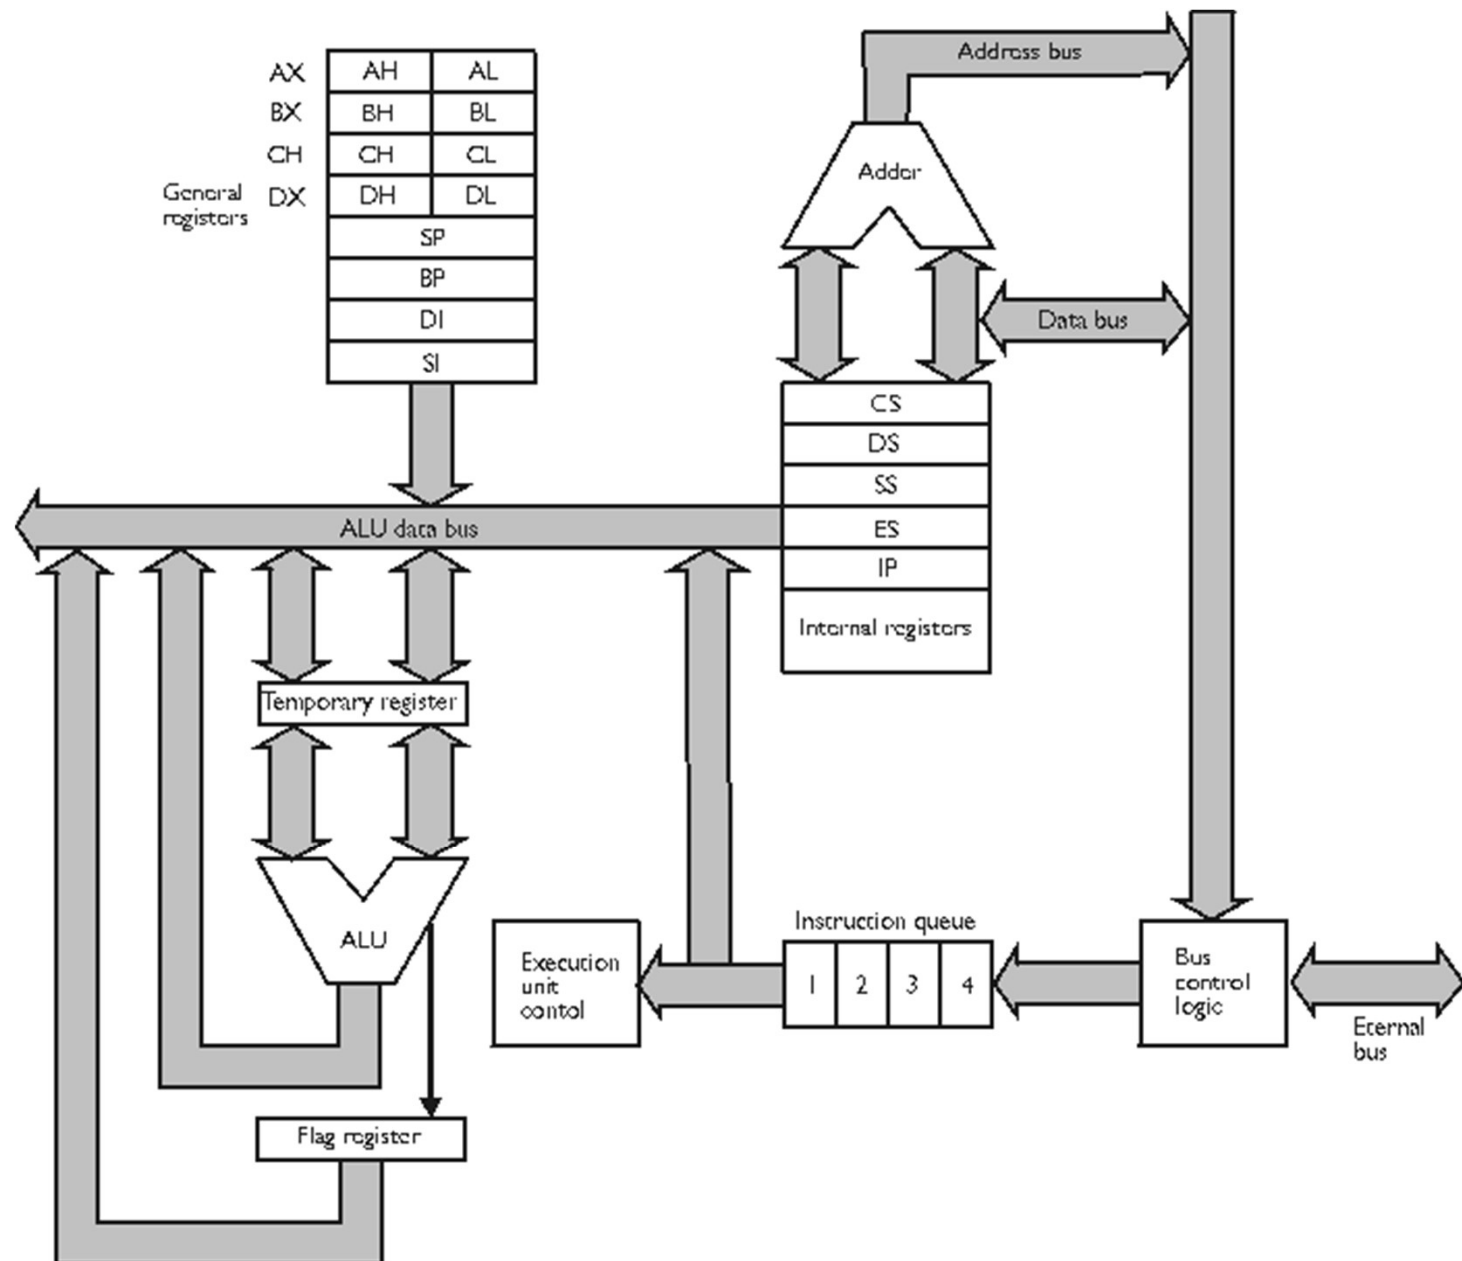 Address bus
AX AH AL
BX BH BL
CH CH CL
DX DH DL
General
registers
SP
BP
DI
SI
Adder
Data bus
CS
DS
SS
ES
IP
Internal registers
ALU data bus
Temporary register
ALU
Execution
unit
contol
Instruction queue
1 2 3 4
Bus
control
logic
Eternal
bus
Flag register